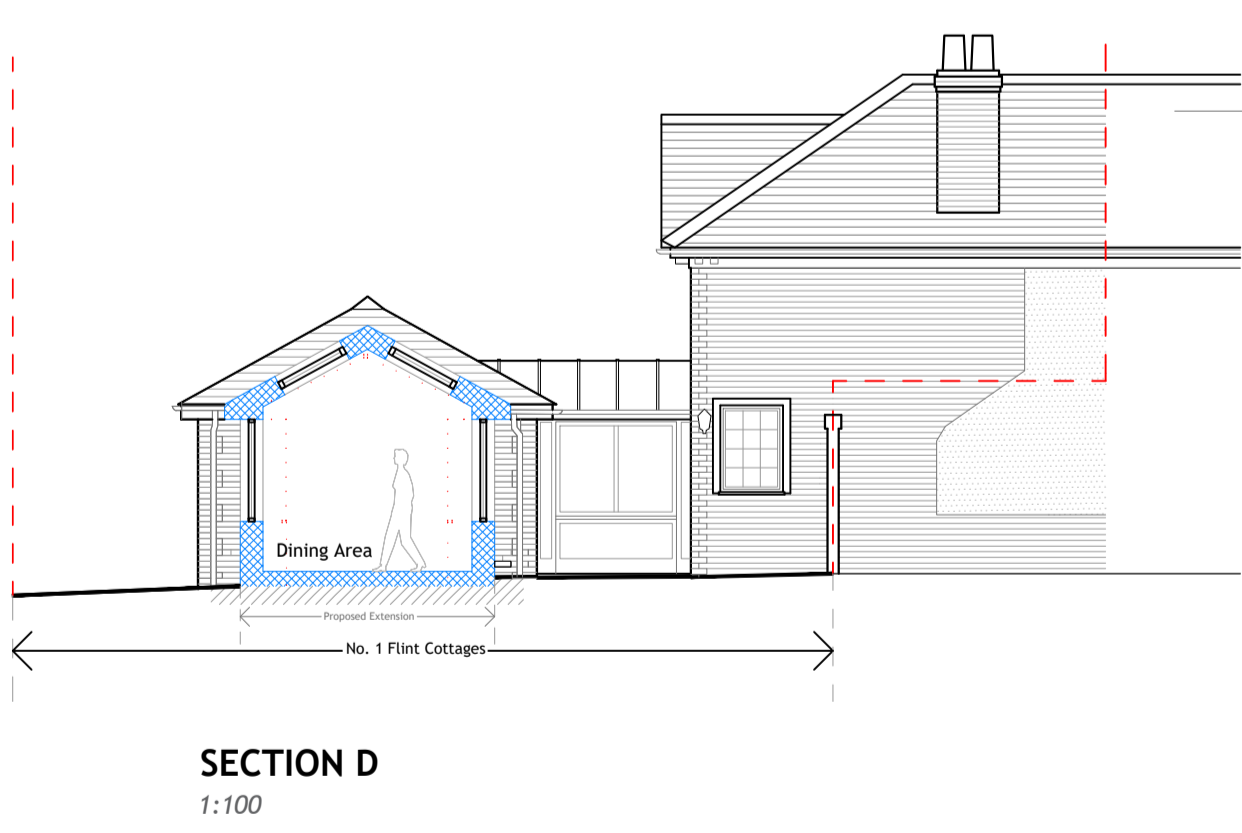 Dining Area
Proposed Extension
No. 1 Flint Cottages
SECTION D
1:100